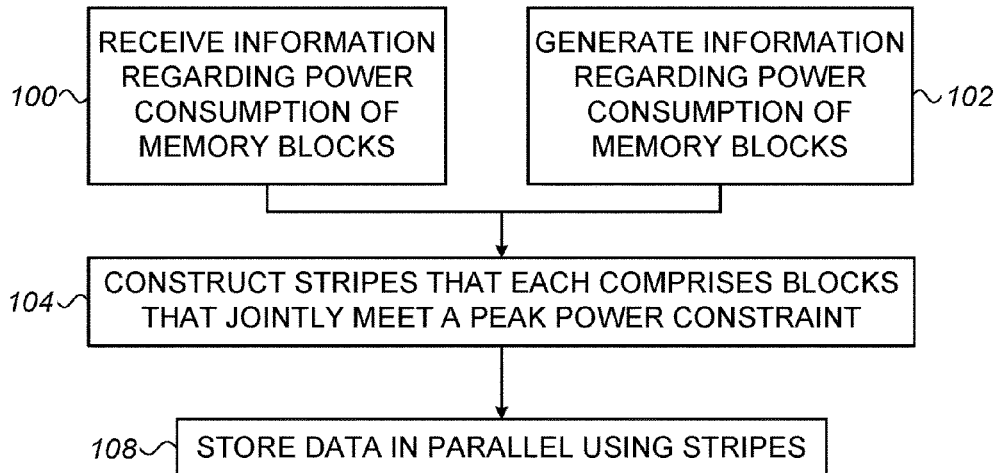 100
RECEIVE INFORMATION
REGARDING POWER
CONSUMPTION OF
MEMORY BLOCKS
GENERATE INFORMATION
REGARDING POWER
CONSUMPTION OF
MEMORY BLOCKS
102
104
CONSTRUCT STRIPES THAT EACH COMPRISES BLOCKS
THAT JOINTLY MEET A PEAK POWER CONSTRAINT
108
STORE DATA IN PARALLEL USING STRIPES